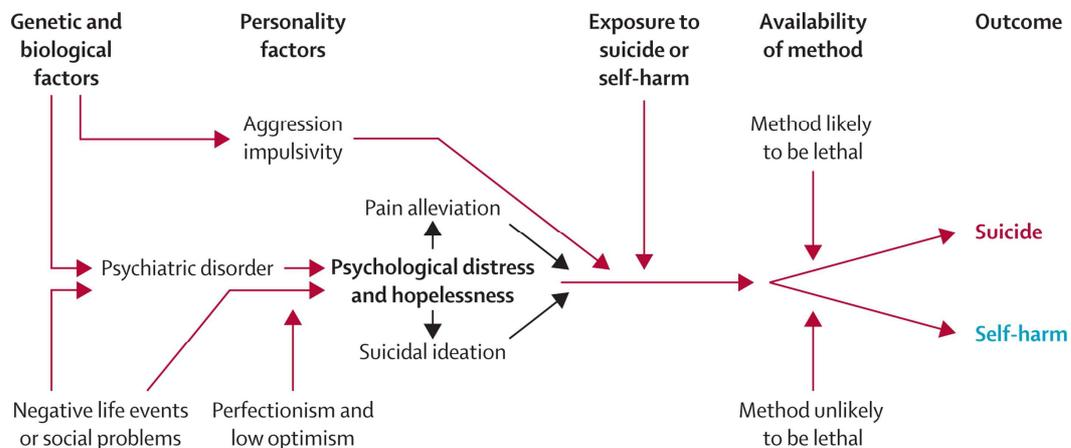 Genetic and
biological
factors
Personality
factors
Exposure to
suicide or
self-harm
Availability
of method
Outcome
Aggression
impulsivity
Method likely
to be lethal
Pain alleviation
Suicide
Psychiatric disorder
Psychological distress
and hopelessness
Self-harm
Suicidal ideation
Negative life events
or social problems
Perfectionism and
low optimism
Method unlikely
to be lethal